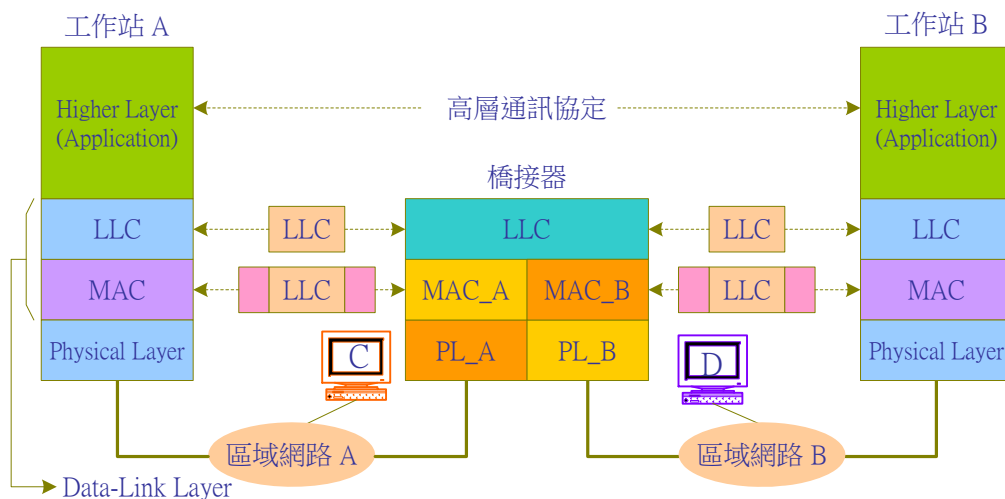 工作站 A
工作站 B
Higher Layer
(Application)
高層通訊協定
Higher Layer
(Application)
橋接器
LLC
LLC
LLC
LLC
LLC
MAC
LLC
MAC_A
MAC_B
LLC
MAC
Physical Layer
C
PL_A
PL_B
D
Physical Layer
區域網路 A
區域網路 B
Data-Link Layer